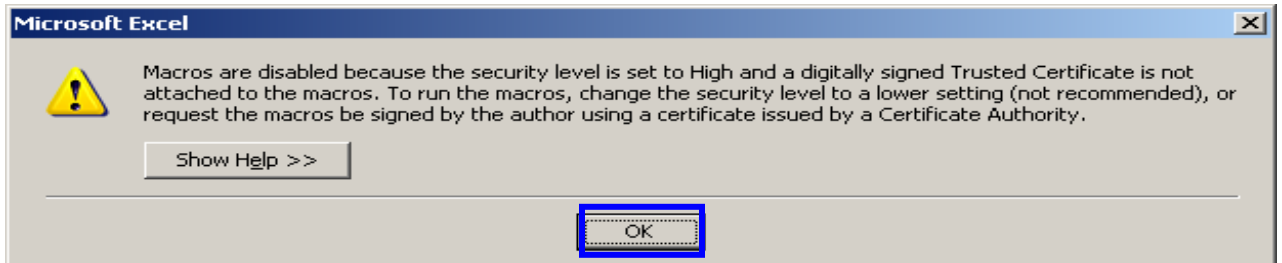 Microsoft Excel
Macros are disabled because the security level is set to High and a digitally signed Trusted Certificate is not
attached to the macros. To run the macros, change the security level to a lower setting (not recommended), or
request the macros be signed by the author using a certificate issued by a Certificate Authority.
Show Help >>
OK